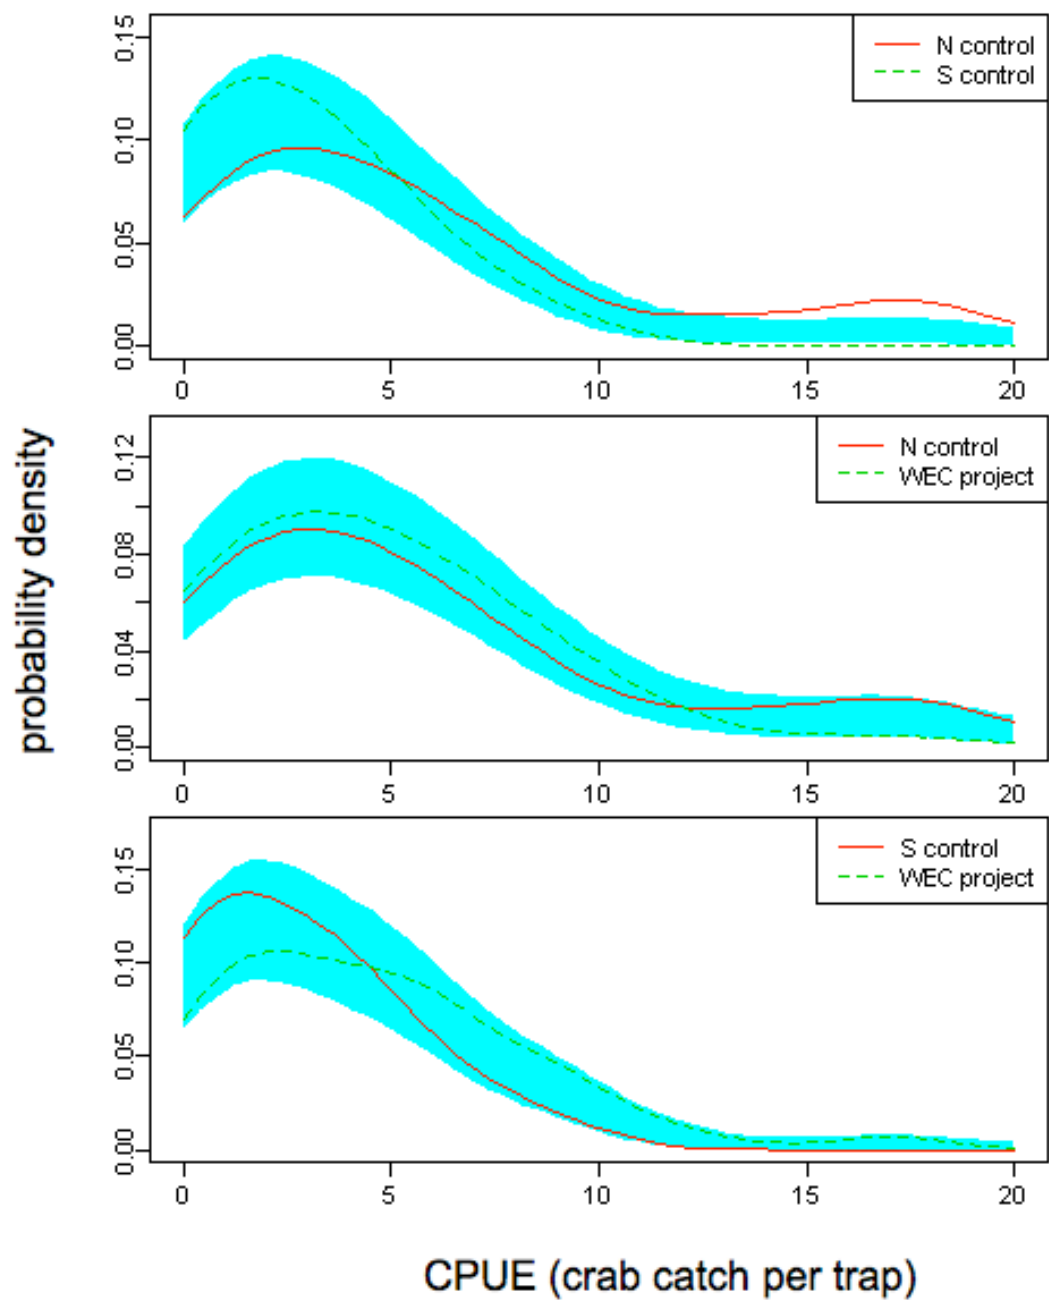 N control
S control
0.15
0.10
0.05
0.00
0 5 10 15 20
N control
WEC project
0.12
0.08
0.04
0.00
0 5 10 15 20
S control
WEC project
0.15
0.10
0.05
0.00
0 5 10 15 20
probability density
CPUE (crab catch per trap)